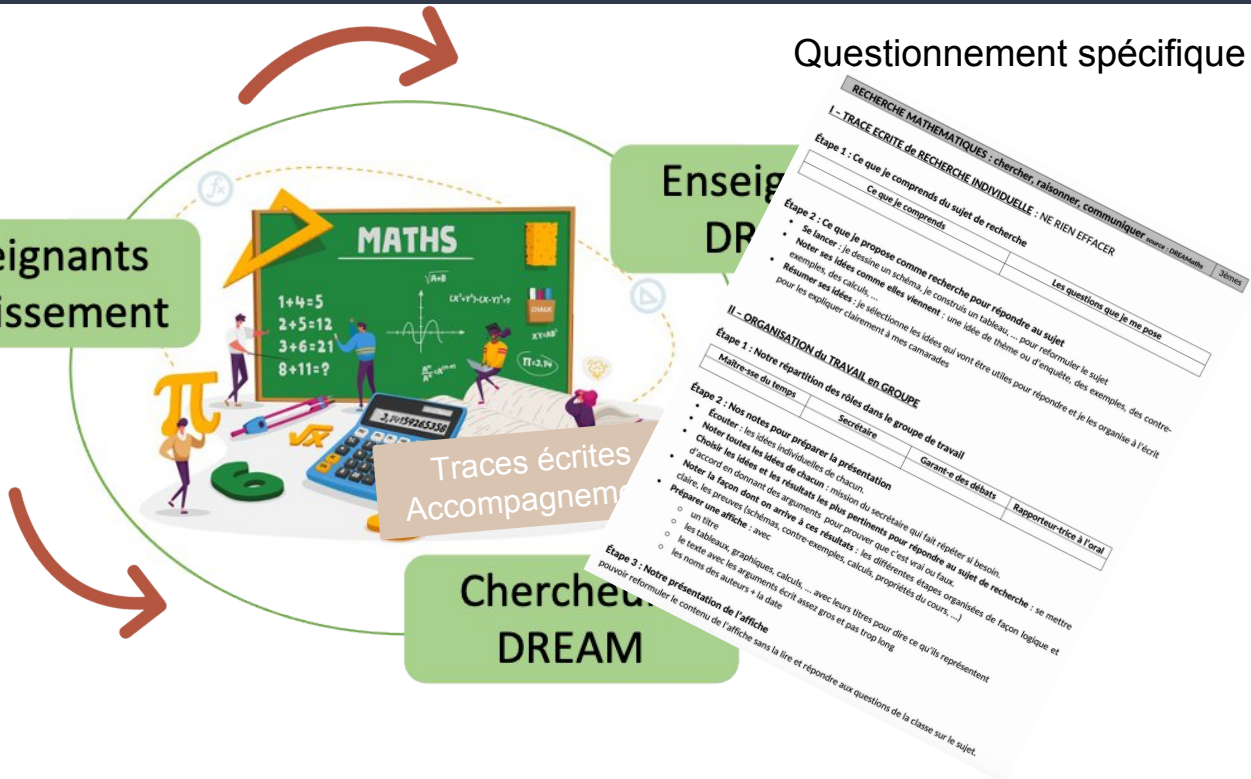 Questionnement spécifique
eignants
issement
Enseig
DR
MATHS
1+4=5
2+5=12
3+6=21
8+11=?
√A+B
(X²+Y²)-(X-Y)²=?
CHALK
XY=AB²
π=3.14
3,14159265358
Traces écrites
Accompagnem
Chercheu
DREAM
RECHERCHE MATHEMATIQUES : chercher, raisonner, communiquer source : DREAMaths 3èmes
I – TRACE ECRITE de RECHERCHE INDIVIDUELLE : NE RIEN EFFACER
Étape 1 : Ce que je comprends du sujet de recherche
Ce que je comprends Les questions que je me pose
Étape 2 : Ce que je propose comme recherche pour répondre au sujet
• Se lancer : je dessine un schéma, je construis un tableau, ... pour reformuler le sujet
• Noter ses idées comme elles viennent : une idée de thème ou d'enquête, des exemples, des contre-
exemples, des calculs, ...
• Résumer ses idées : je sélectionne les idées qui vont être utiles pour répondre et je les organise à l'écrit
pour les expliquer clairement à mes camarades
II – ORGANISATION du TRAVAIL en GROUPE
Étape 1 : Notre répartition des rôles dans le groupe de travail
Maître-sse du temps Secrétaire Garant-e des débats Rapporteur-trice à l'oral
Étape 2 : Nos notes pour préparer la présentation
• Écouter : les idées individuelles de chacun.
• Noter toutes les idées de chacun : mission du secrétaire qui fait répéter si besoin.
• Choisir les idées et les résultats les plus pertinents pour répondre au sujet de recherche : se mettre
d'accord en donnant des arguments pour prouver que c'est vrai ou faux.
• Noter la façon dont on arrive à ces résultats : les différentes étapes organisées de façon logique et
claire, les preuves (schémas, contre-exemples, calculs, propriétés du cours, ...)
• Préparer une affiche : avec
○ un titre
○ les tableaux, graphiques, calculs, ... avec leurs titres pour dire ce qu'ils représentent
○ le texte avec les arguments écrit assez gros et pas trop long
○ les noms des auteurs + la date
Étape 3 : Notre présentation de l'affiche
pouvoir reformuler le contenu de l'affiche sans la lire et répondre aux questions de la classe sur le sujet.